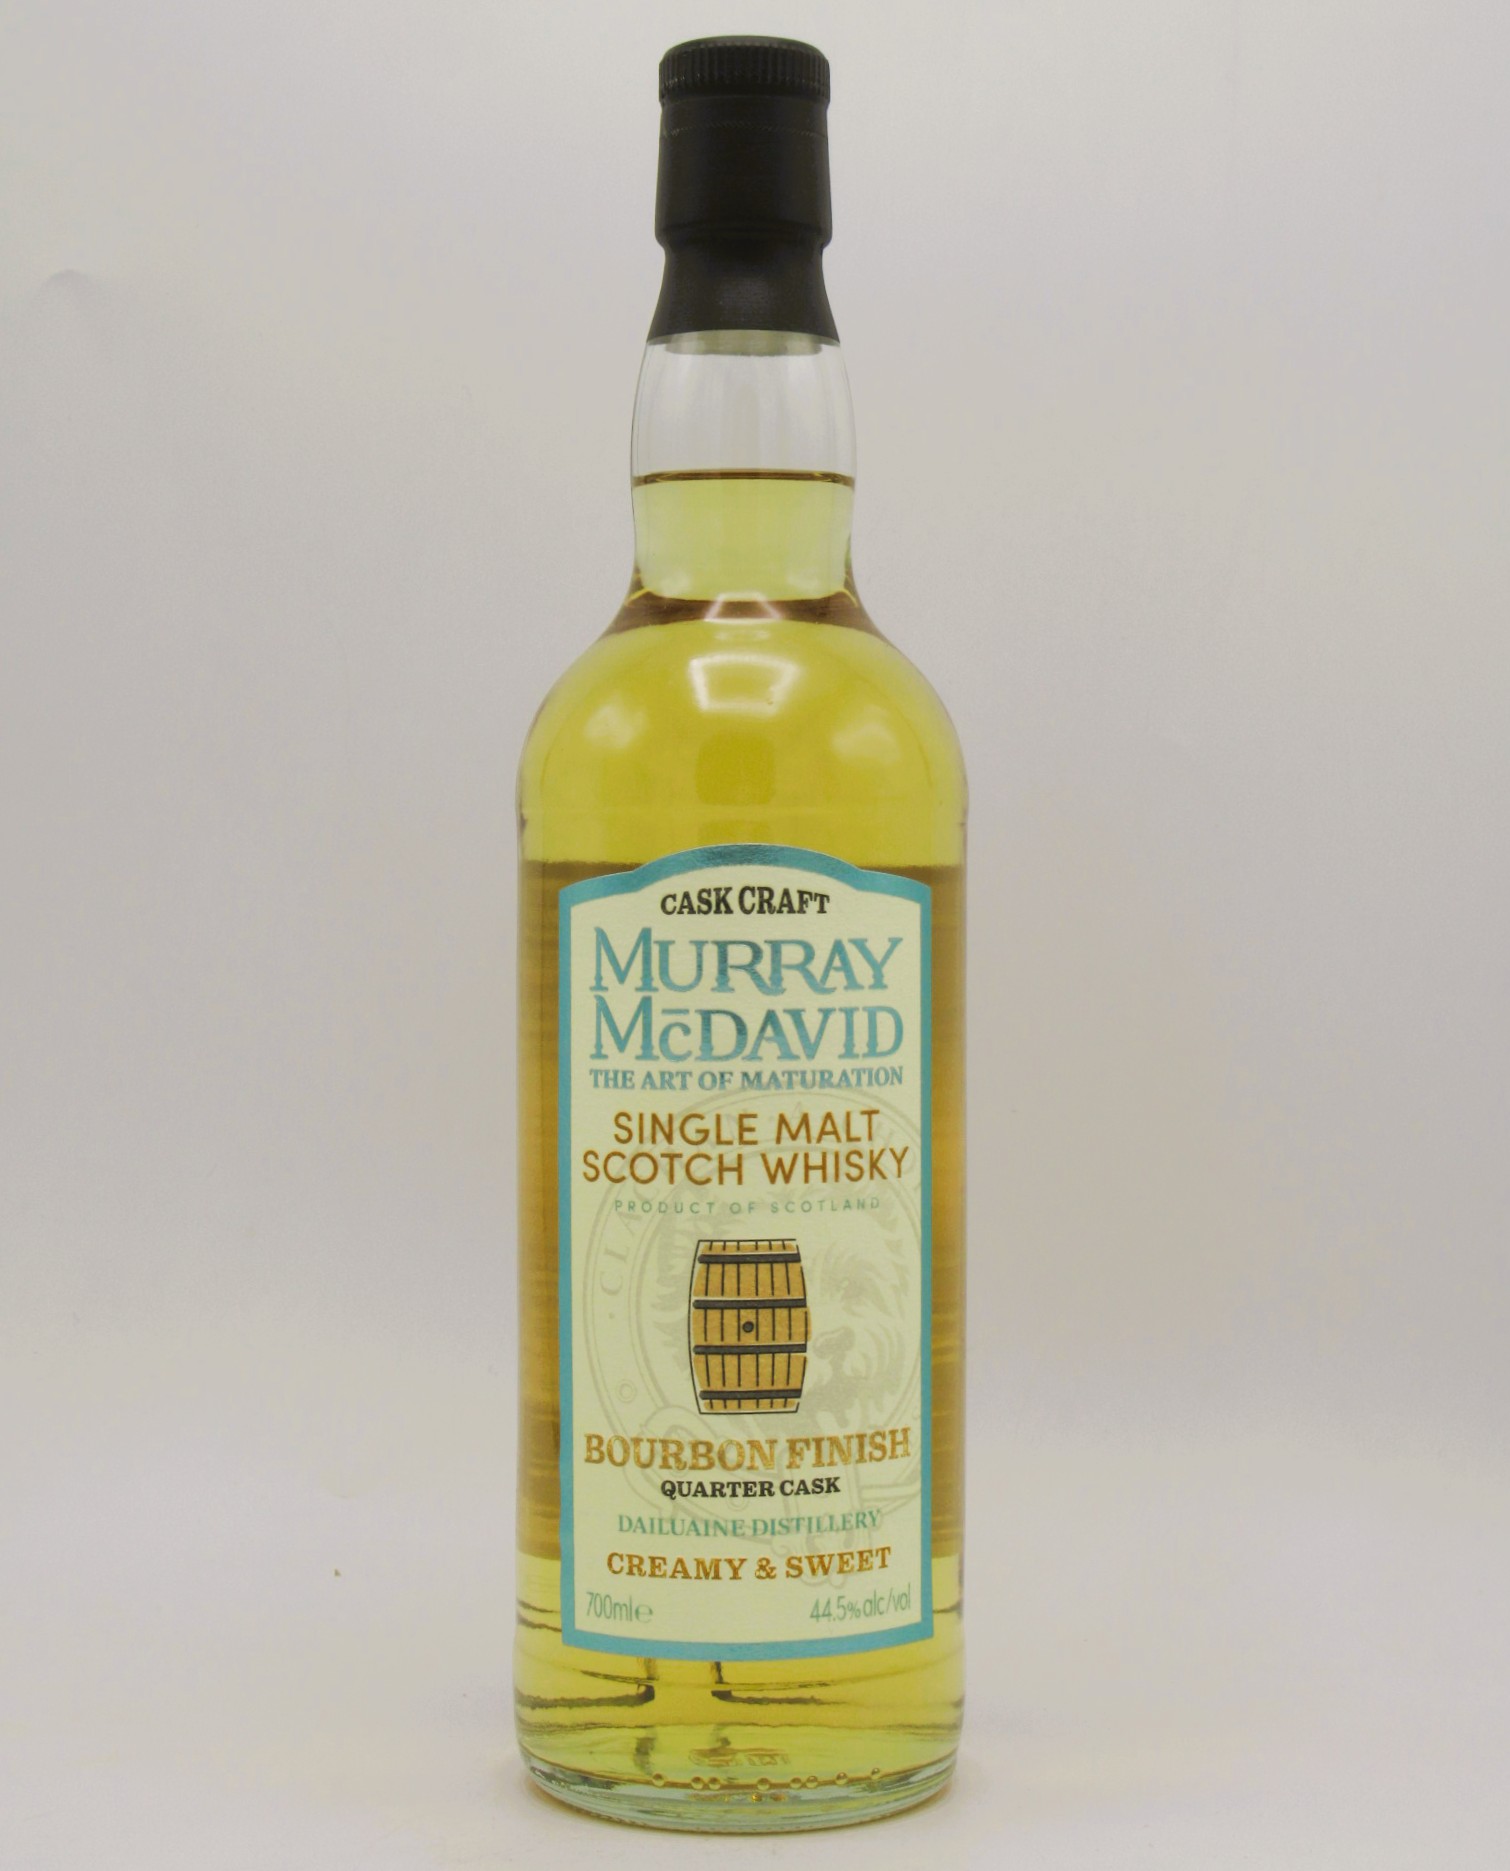 CASK CRAFT
MURRAY
McDAVID
THE ART OF MATURATION
SINGLE MALT
SCOTCH WHISKY
PRODUCT OF SCOTLAND
BOURBON FINISH
QUARTER CASK
DAILUAINE DISTILLERY
CREAMY & SWEET
700ml℮ 44.5%alc/vol